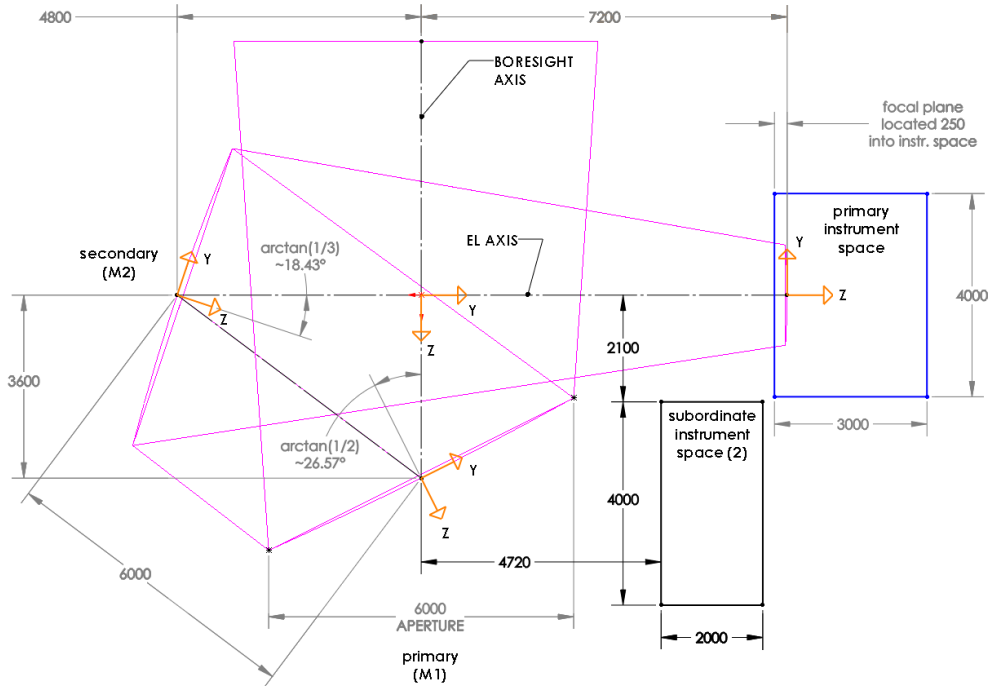 4800
7200
BORESIGHT
AXIS
focal plane
located 250
into instr. space
primary
instrument
space
secondary
(M2)
Y
arctan(1/3)
~18.43°
EL AXIS
Y
Z
Z
Y
Z
4000
2100
3600
Z
arctan(1/2)
~26.57°
subordinate
instrument
space (2)
3000
Y
Z
4000
4720
6000
6000
APERTURE
2000
primary
(M1)